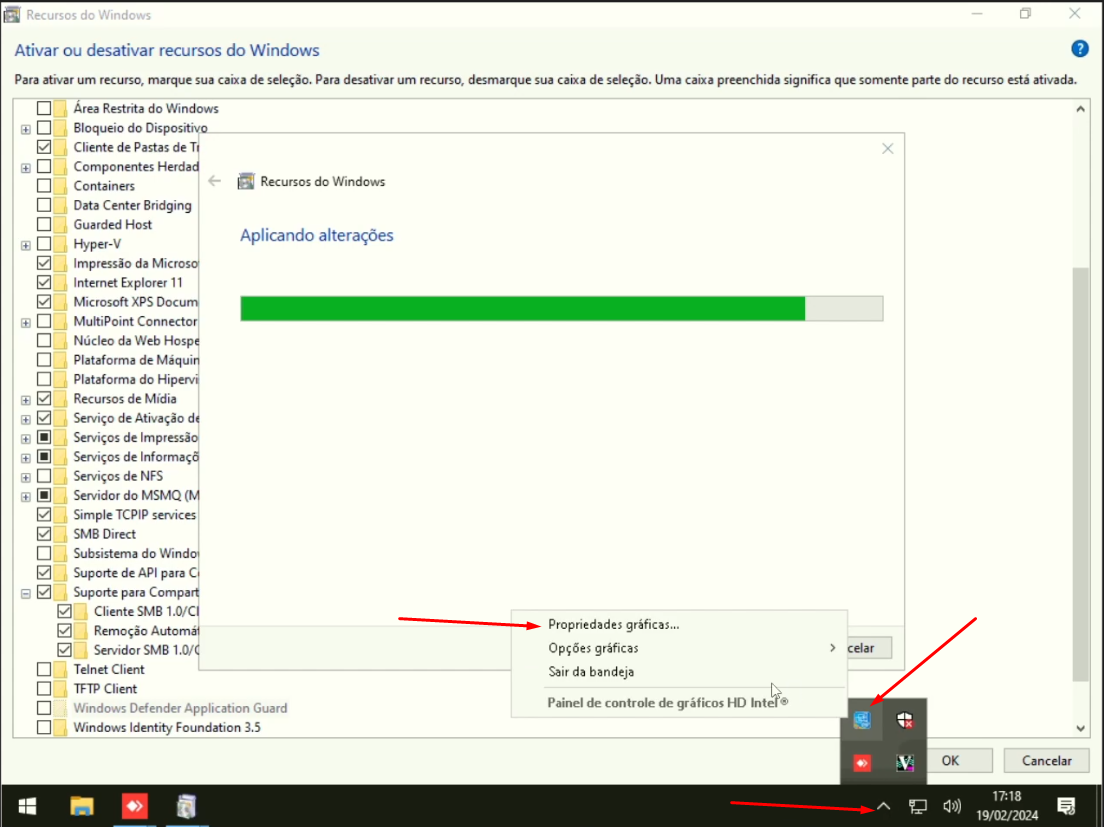 Recursos do Windows
Ativar ou desativar recursos do Windows
Para ativar um recurso, marque sua caixa de seleção. Para desativar um recurso, desmarque sua caixa de seleção. Uma caixa preenchida significa que somente parte do recurso está ativada.
Área Restrita do Windows
Bloqueio do Dispositivo
Cliente de Pastas de Tr
Componentes Herdad
Containers
Data Center Bridging
Guarded Host
Hyper-V
Impressão da Microso
Internet Explorer 11
Microsoft XPS Docum
MultiPoint Connector
Núcleo da Web Hospe
Plataforma de Máquin
Plataforma do Hipervi
Recursos de Mídia
Serviço de Ativação de
Serviços de Impressão
Serviços de Informaçõ
Serviços de NFS
Servidor do MSMQ (M
Simple TCPIP services
SMB Direct
Subsistema do Windo
Suporte de API para C
Suporte para Compart
Cliente SMB 1.0/CI
Remoção Automát
Servidor SMB 1.0/C
Telnet Client
TFTP Client
Windows Defender Application Guard
Windows Identity Foundation 3.5
Recursos do Windows
Aplicando alterações
celar
Propriedades gráficas...
Opções gráficas
Sair da bandeja
Painel de controle de gráficos HD Intel®
OK
Cancelar
17:18
19/02/2024